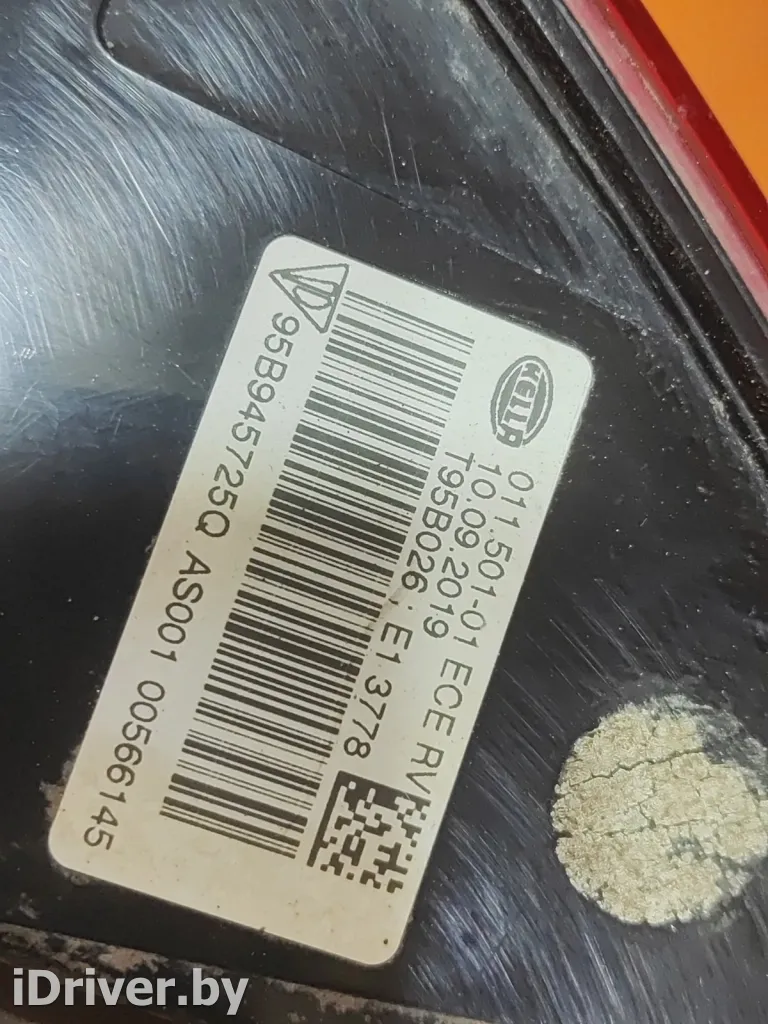 HELLA
011.501-01 ECE RV
10.09.2019
T95B026 · E1 3778
95B945725Q AS001 00566145
iDriver.by